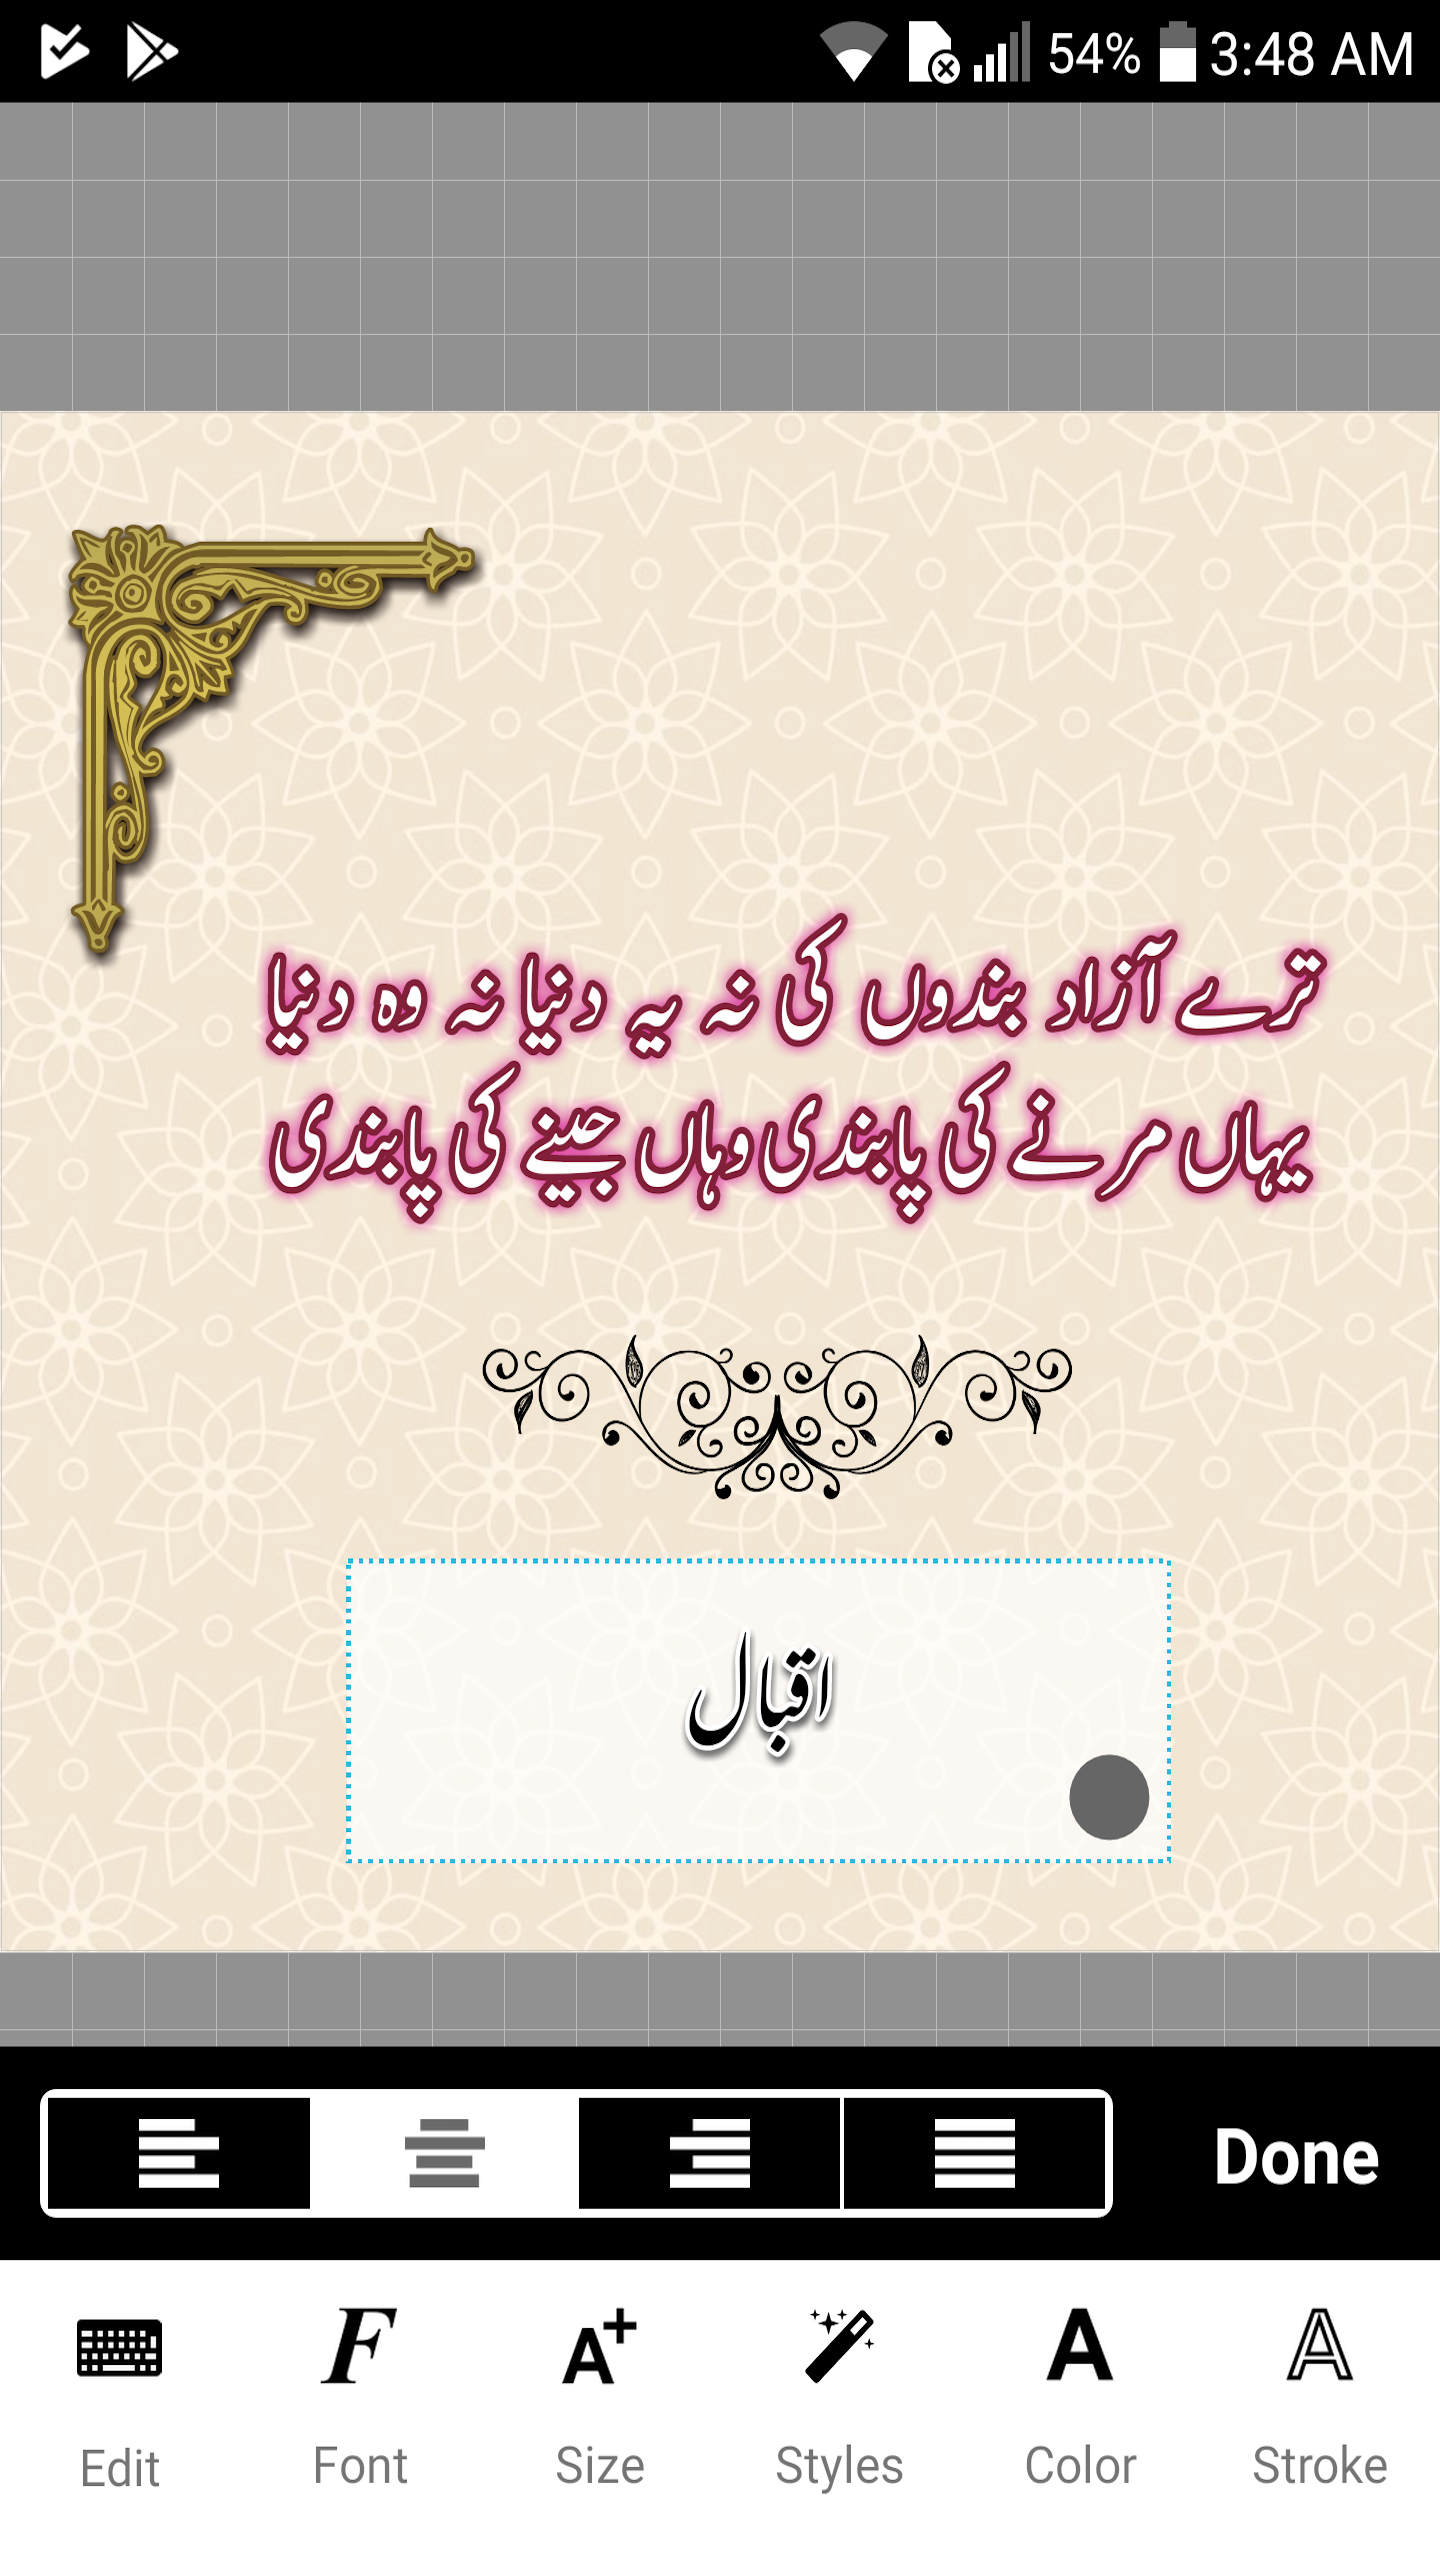 54% 3:48 AM
ترے آزاد بندوں کی نہ یہ دنیا نہ وہ دنیا
یہاں مرنے کی پابندی وہاں جینے کی پابندی
اقبال
Done
Edit Font Size Styles Color Stroke